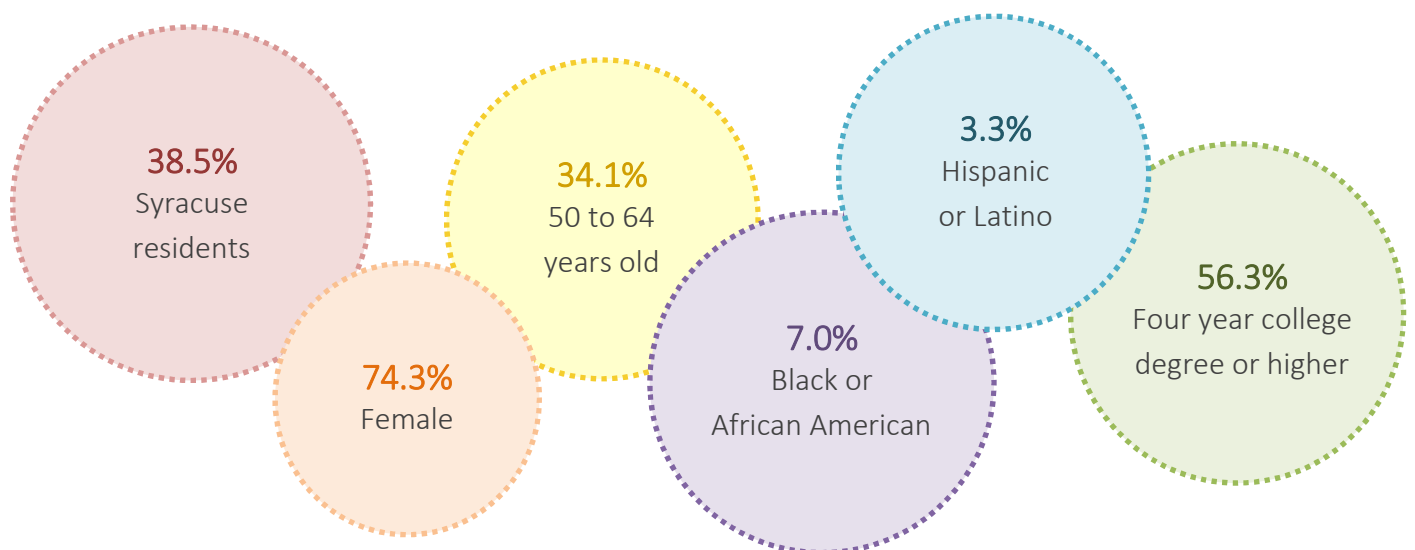 38.5%
Syracuse
residents
74.3%
Female
34.1%
50 to 64
years old
7.0%
Black or
African American
3.3%
Hispanic
or Latino
56.3%
Four year college
degree or higher